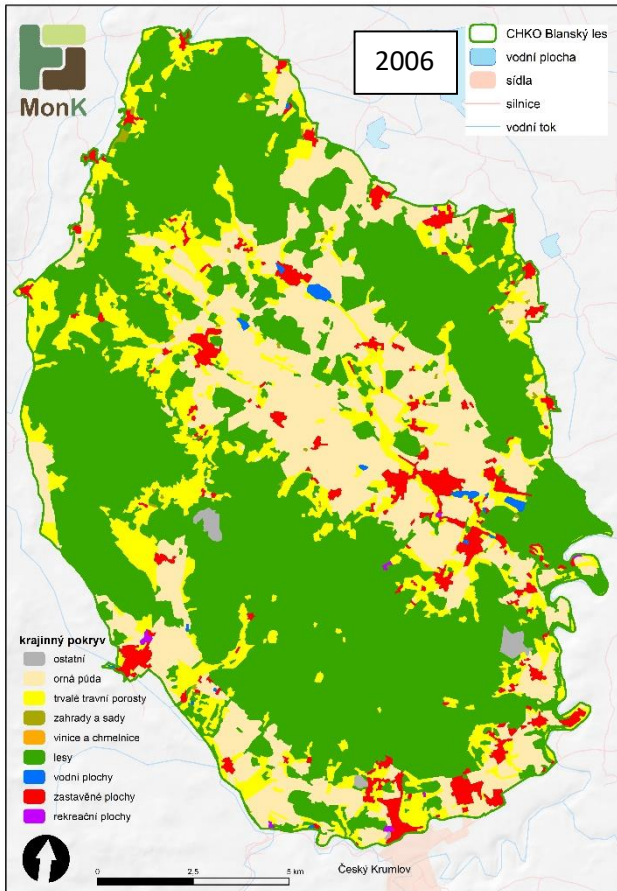 MonK
2006
CHKO Blanský les
vodní plocha
sídla
silnice
vodní tok
krajinný pokryv
ostatní
orná půda
trvalé travní porosty
zahrady a sady
vinice a chmelnice
lesy
vodní plochy
zastavěné plochy
rekreační plochy
0 2,5 5 km
Český Krumlov